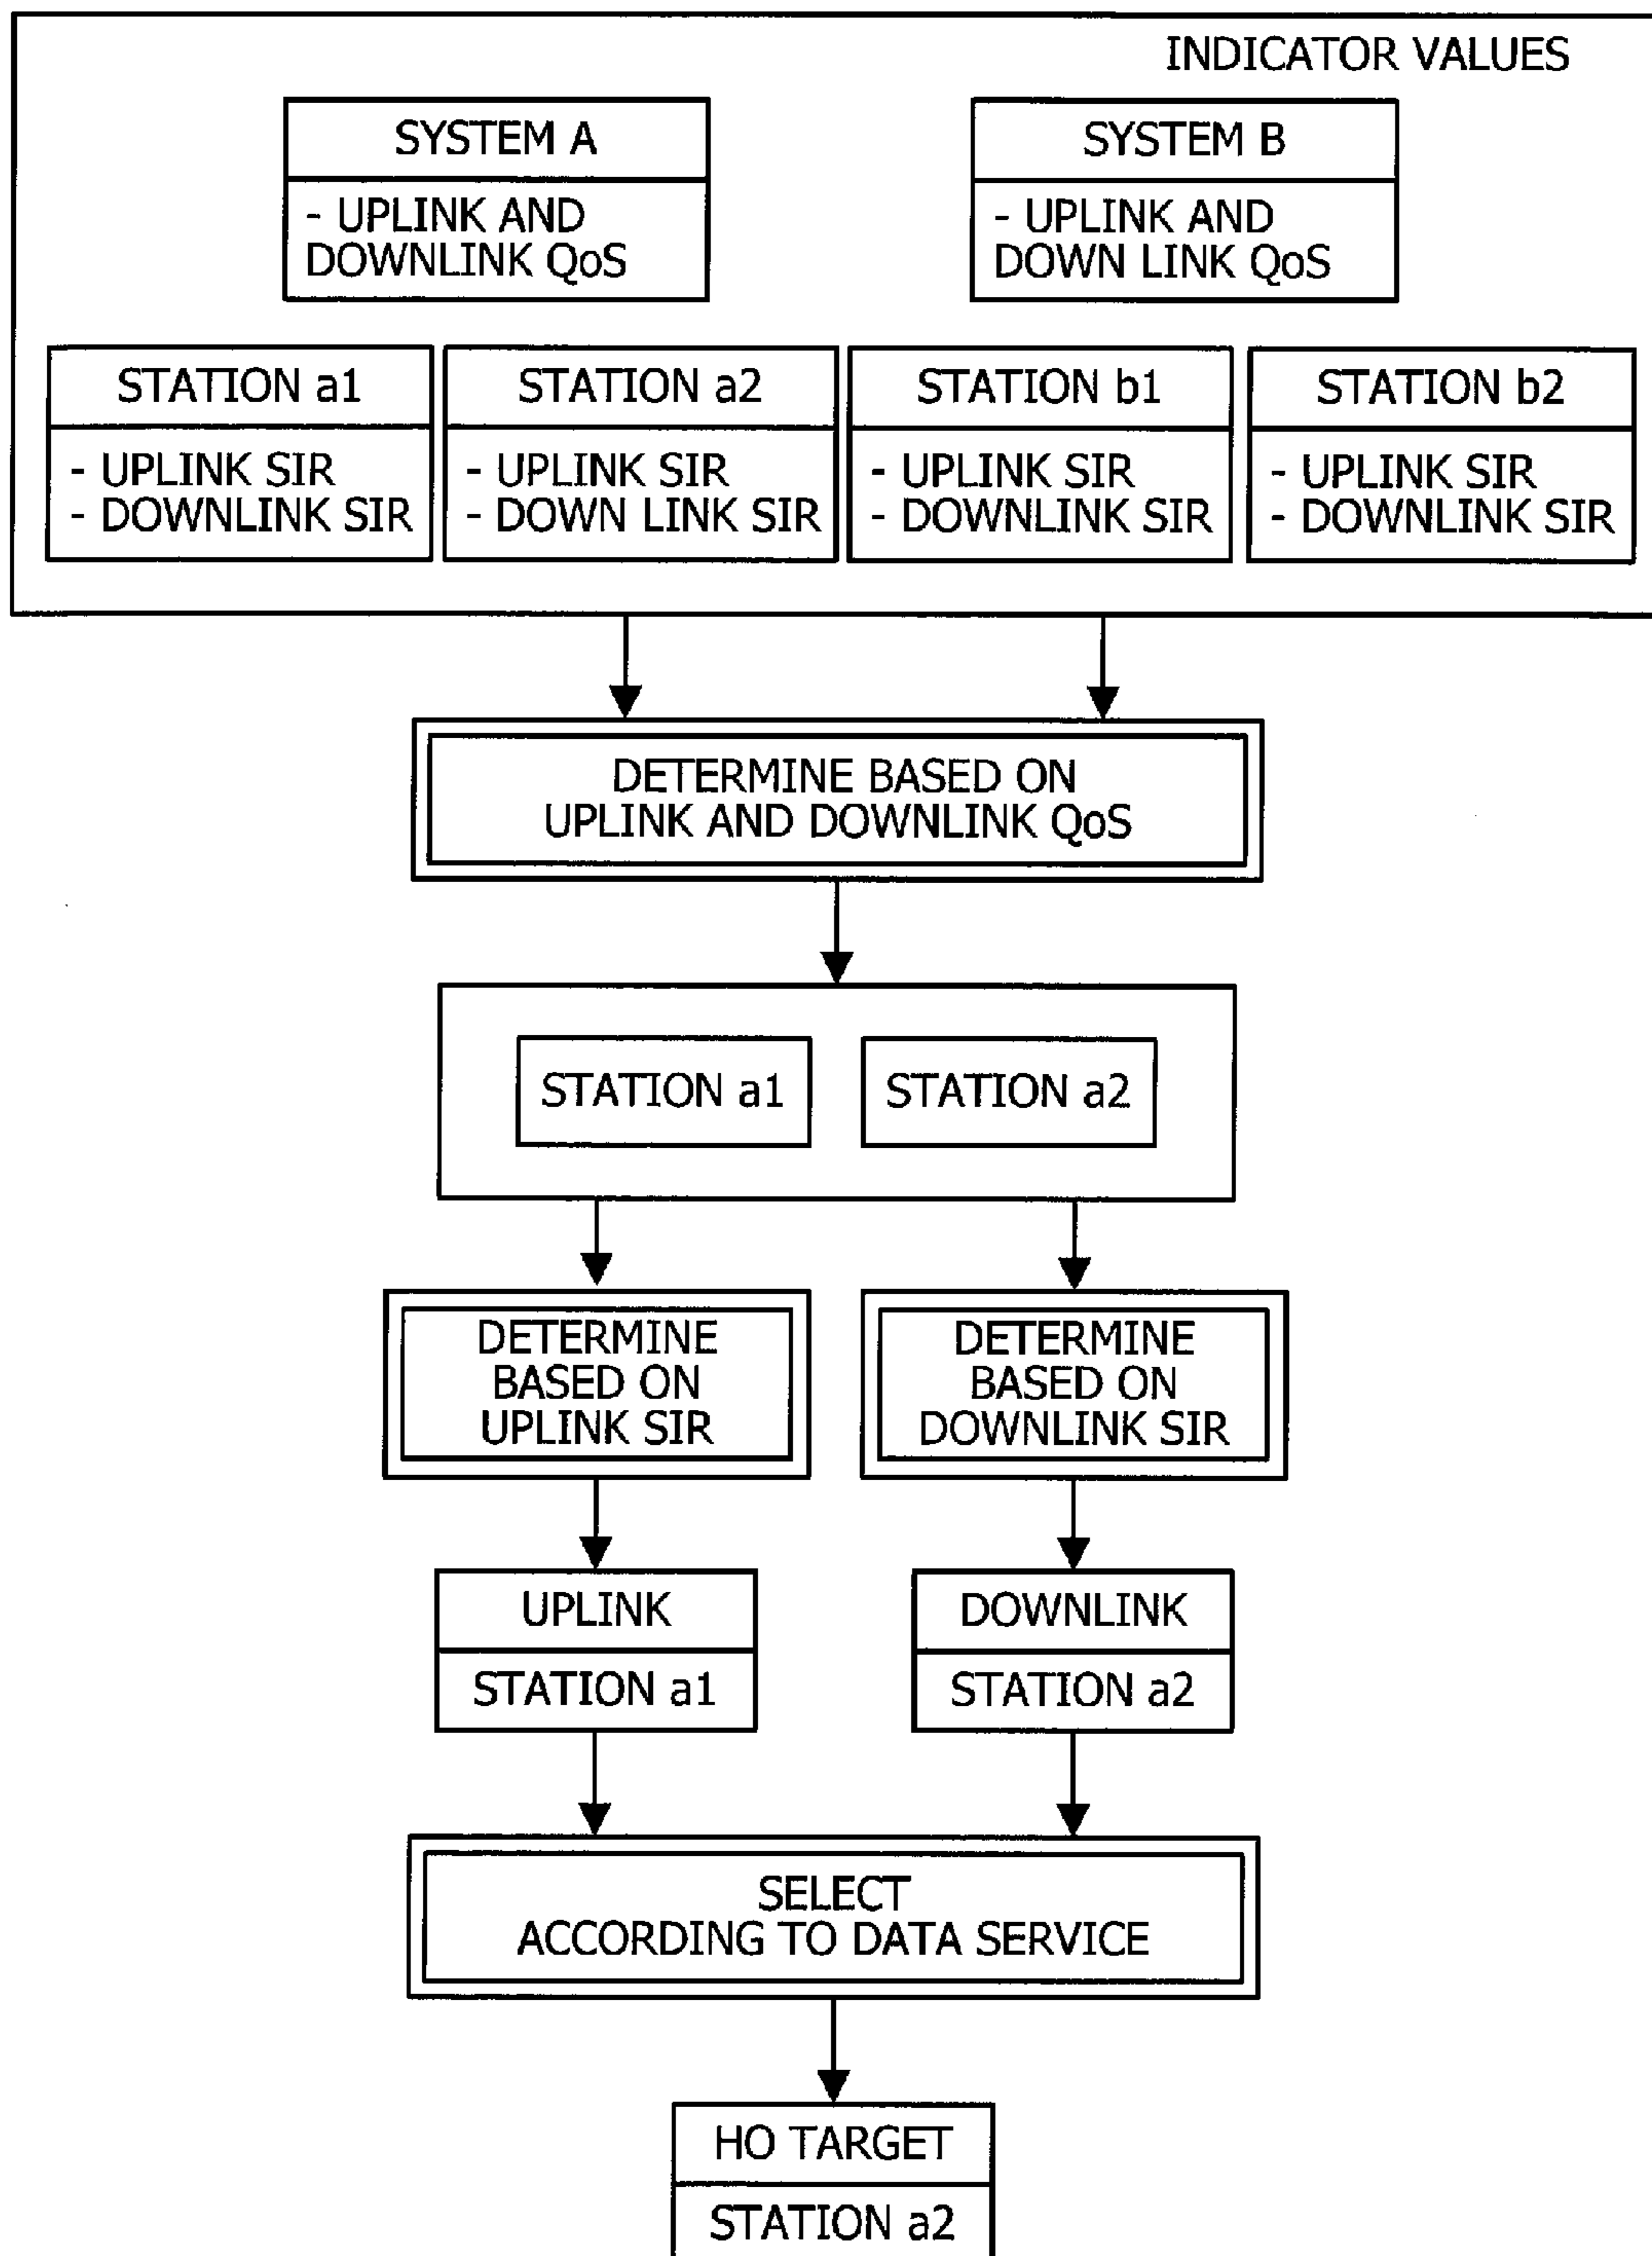 INDICATOR VALUES
SYSTEM A
- UPLINK AND
DOWNLINK QoS
SYSTEM B
- UPLINK AND
DOWN LINK QoS
STATION a1
- UPLINK SIR
- DOWNLINK SIR
STATION a2
- UPLINK SIR
- DOWN LINK SIR
STATION b1
- UPLINK SIR
- DOWNLINK SIR
STATION b2
- UPLINK SIR
- DOWNLINK SIR
DETERMINE BASED ON
UPLINK AND DOWNLINK QoS
STATION a1
STATION a2
DETERMINE
BASED ON
UPLINK SIR
DETERMINE
BASED ON
DOWNLINK SIR
UPLINK
STATION a1
DOWNLINK
STATION a2
SELECT
ACCORDING TO DATA SERVICE
HO TARGET
STATION a2